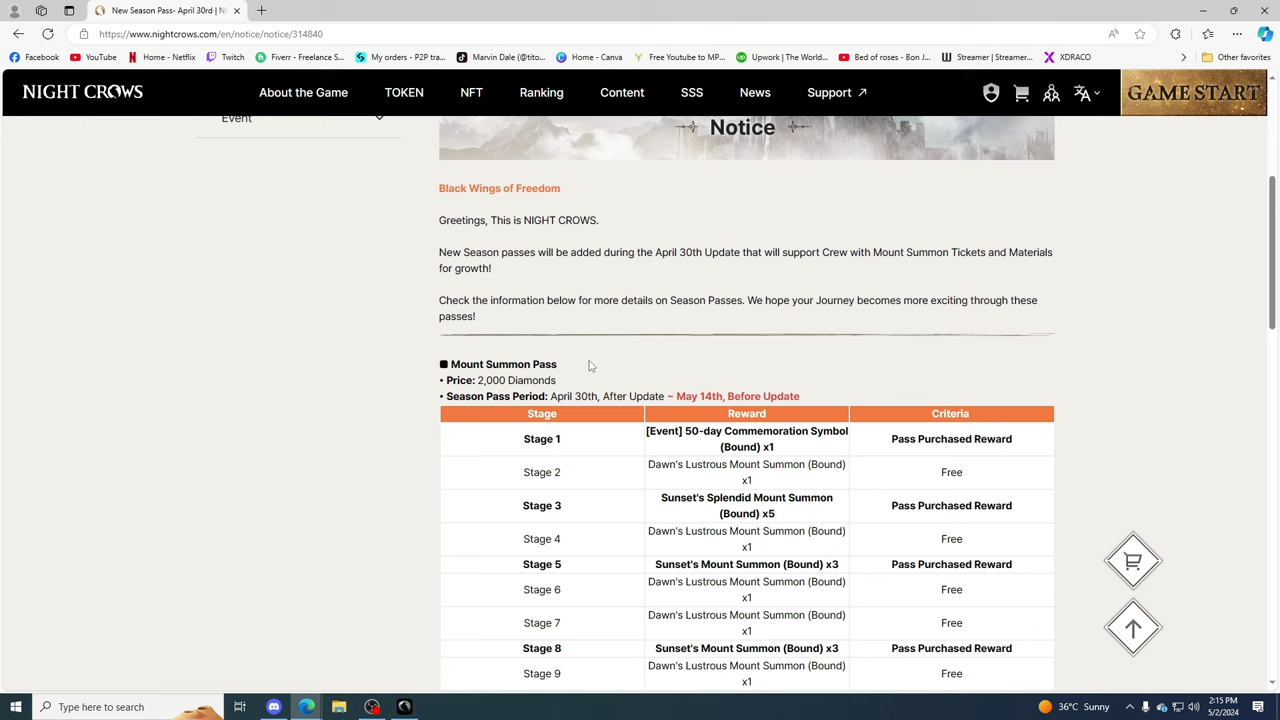 New Season Pass- April 30rd | N
https://www.nightcrows.com/en/notice/notice/314840
Facebook
YouTube
Home - Netflix
Twitch
Fiverr - Freelance S...
My orders - P2P tra...
Marvin Dale (@tito...
Home - Canva
Free Youtube to MP...
Upwork | The World...
Bed of roses - Bon J...
Streamer | Streamer...
XDRACO
Other favorites
NIGHT CROWS
About the Game
TOKEN
NFT
Ranking
Content
SSS
News
Support
GAME START
Event
Notice
Black Wings of Freedom
Greetings, This is NIGHT CROWS.
New Season passes will be added during the April 30th Update that will support Crew with Mount Summon Tickets and Materials
for growth!
Check the information below for more details on Season Passes. We hope your Journey becomes more exciting through these
passes!
■ Mount Summon Pass
• Price: 2,000 Diamonds
• Season Pass Period: April 30th, After Update ~ May 14th, Before Update
Stage Reward Criteria
[Event] 50-day Commemoration Symbol
Stage 1 (Bound) x1 Pass Purchased Reward
Dawn's Lustrous Mount Summon (Bound)
Stage 2 x1 Free
Sunset's Splendid Mount Summon
Stage 3 (Bound) x5 Pass Purchased Reward
Dawn's Lustrous Mount Summon (Bound)
Stage 4 x1 Free
Stage 5 Sunset's Mount Summon (Bound) x3 Pass Purchased Reward
Dawn's Lustrous Mount Summon (Bound)
Stage 6 x1 Free
Dawn's Lustrous Mount Summon (Bound)
Stage 7 x1 Free
Stage 8 Sunset's Mount Summon (Bound) x3 Pass Purchased Reward
Dawn's Lustrous Mount Summon (Bound)
Stage 9 x1 Free
Type here to search
36°C Sunny
2:15 PM
5/2/2024